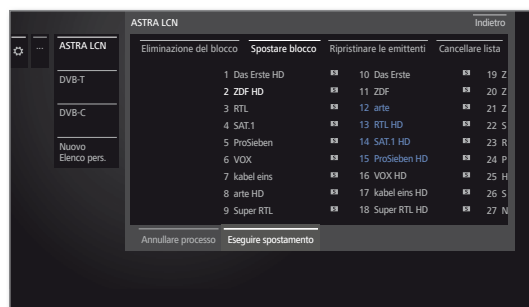 ASTRA LCN
Indietro
...
ASTRA LCN
DVB-T
DVB-C
Nuovo
Elenco pers.
Eliminazione del blocco Spostare blocco Ripristinare le emittenti Cancellare lista
1 Das Erste HD 10 Das Erste 19 Z
2 ZDF HD 11 ZDF 20 Z
3 RTL 12 arte 21 Z
4 SAT.1 13 RTL HD 22 S
5 ProSieben 14 SAT.1 HD 23 R
6 VOX 15 ProSieben HD 24 P
7 kabel eins 16 VOX HD 25 H
8 arte HD 17 kabel eins HD 26 S
9 Super RTL 18 Super RTL HD 27 N
Annullare processo Eseguire spostamento